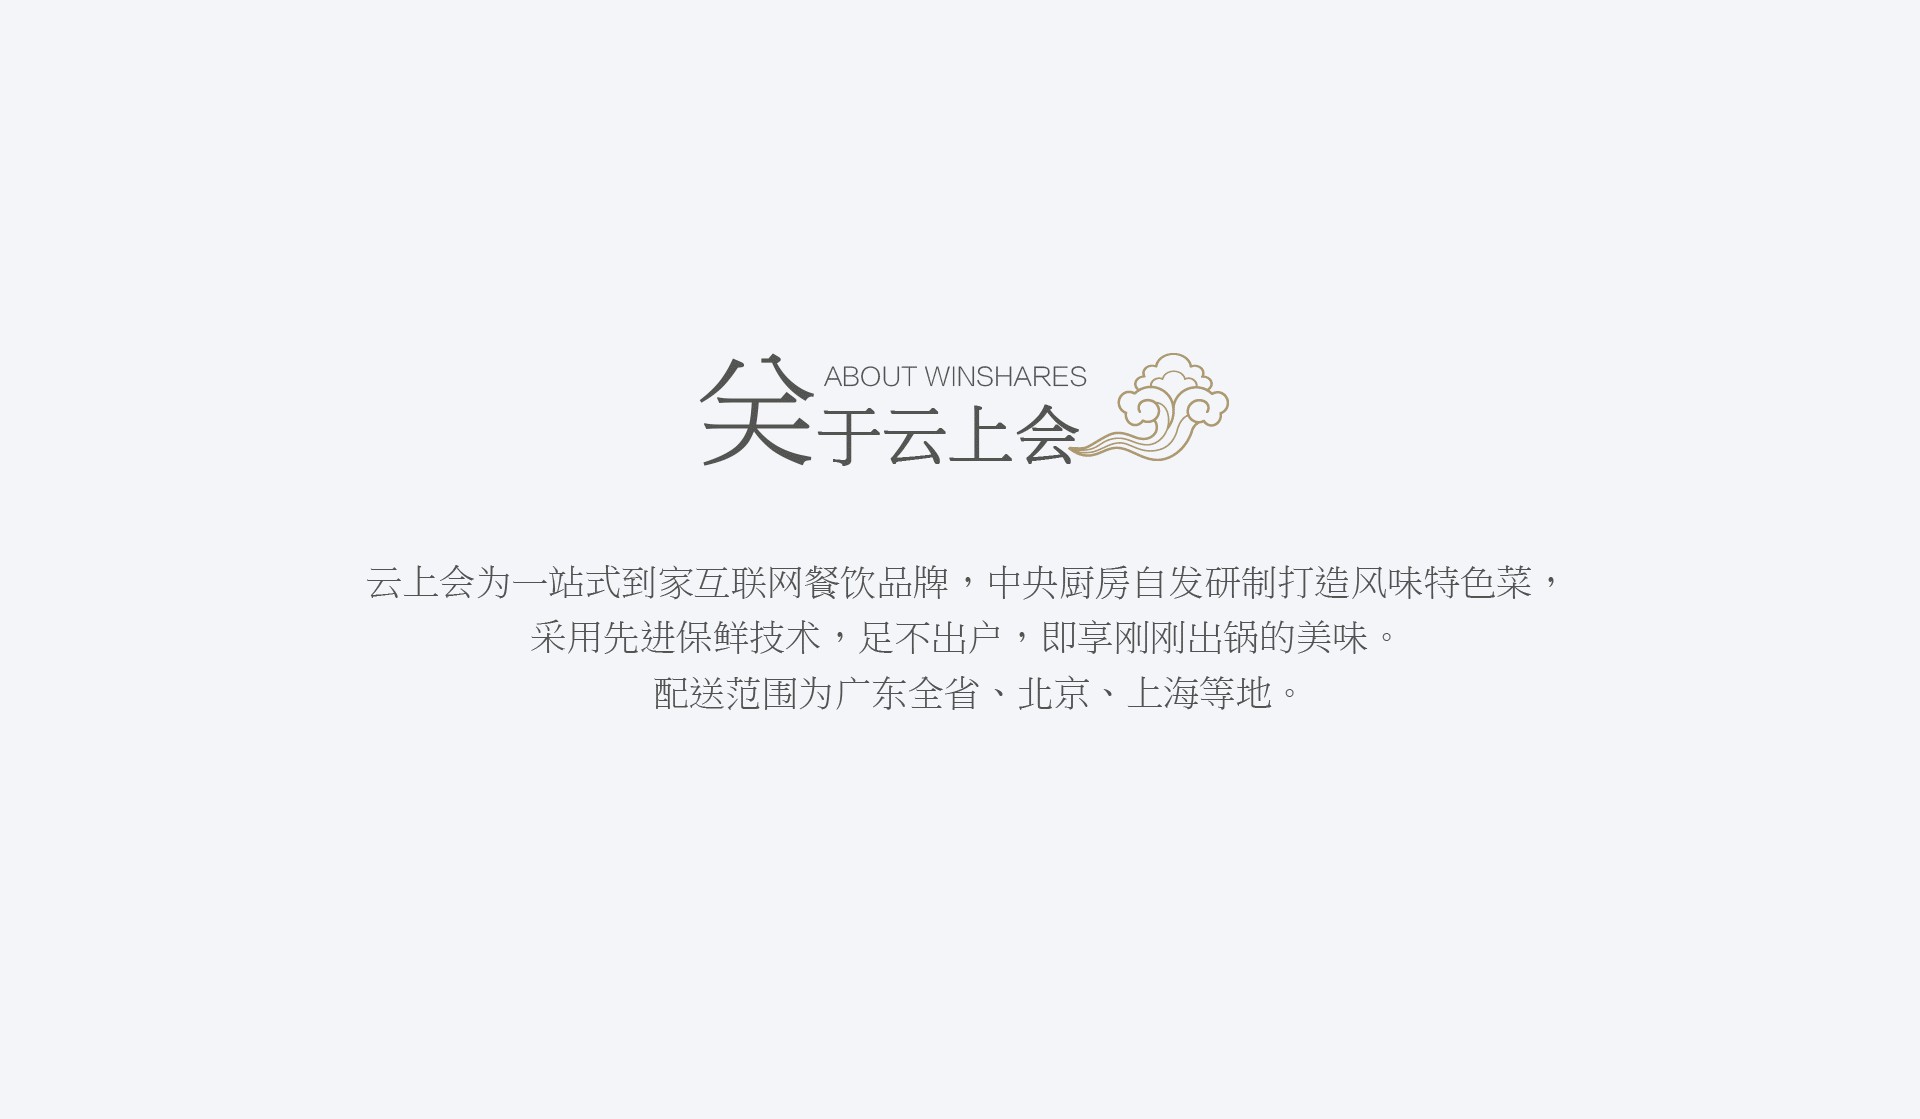 关于云上会
ABOUT WINSHARES
云上会为一站式到家互联网餐饮品牌，中央厨房自发研制打造风味特色菜，
采用先进保鲜技术，足不出户，即享刚刚出锅的美味。
配送范围为广东全省、北京、上海等地。